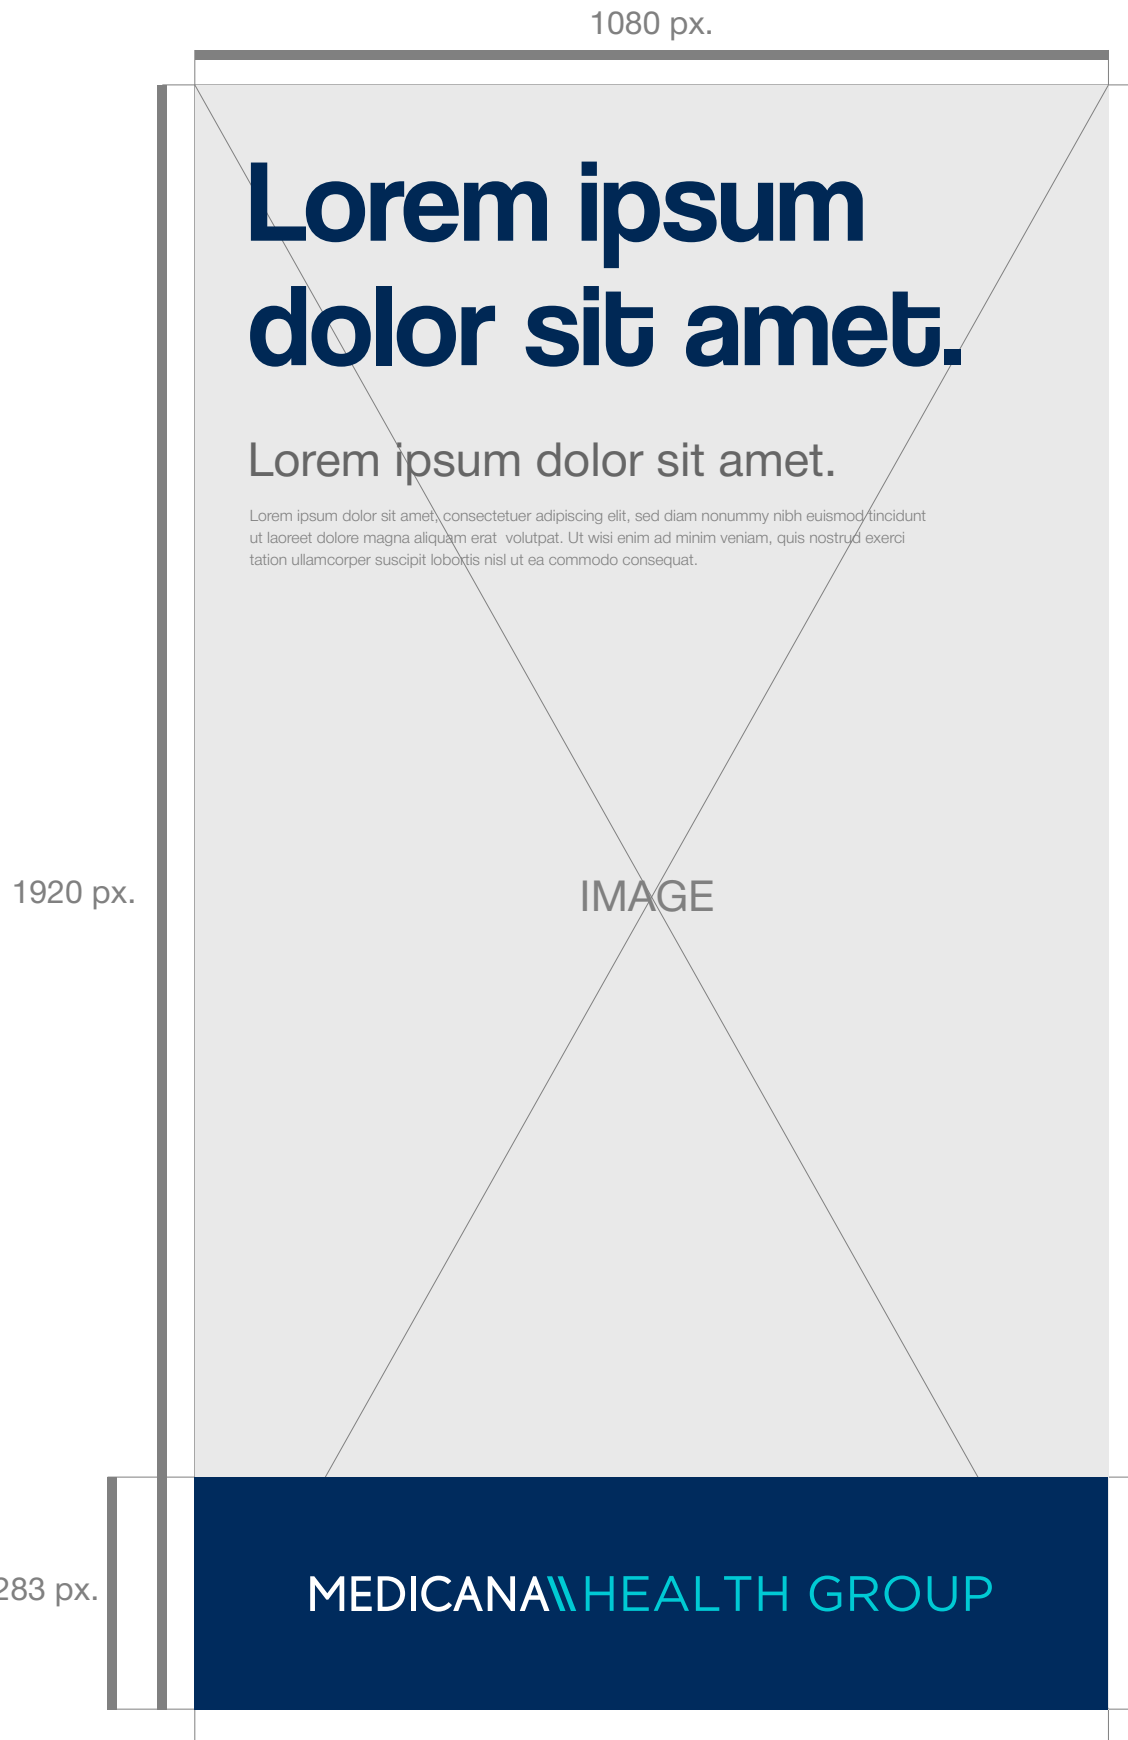 1080 px.
Lorem ipsum
dolor sit amet.
Lorem ipsum dolor sit amet.
Lorem ipsum dolor sit amet, consectetuer adipiscing elit, sed diam nonummy nibh euismod tincidunt
ut laoreet dolore magna aliquam erat  volutpat. Ut wisi enim ad minim veniam, quis nostrud exerci
tation ullamcorper suscipit lobortis nisl ut ea commodo consequat.
1920 px.
IMAGE
283 px.
MEDICANA\\HEALTH GROUP